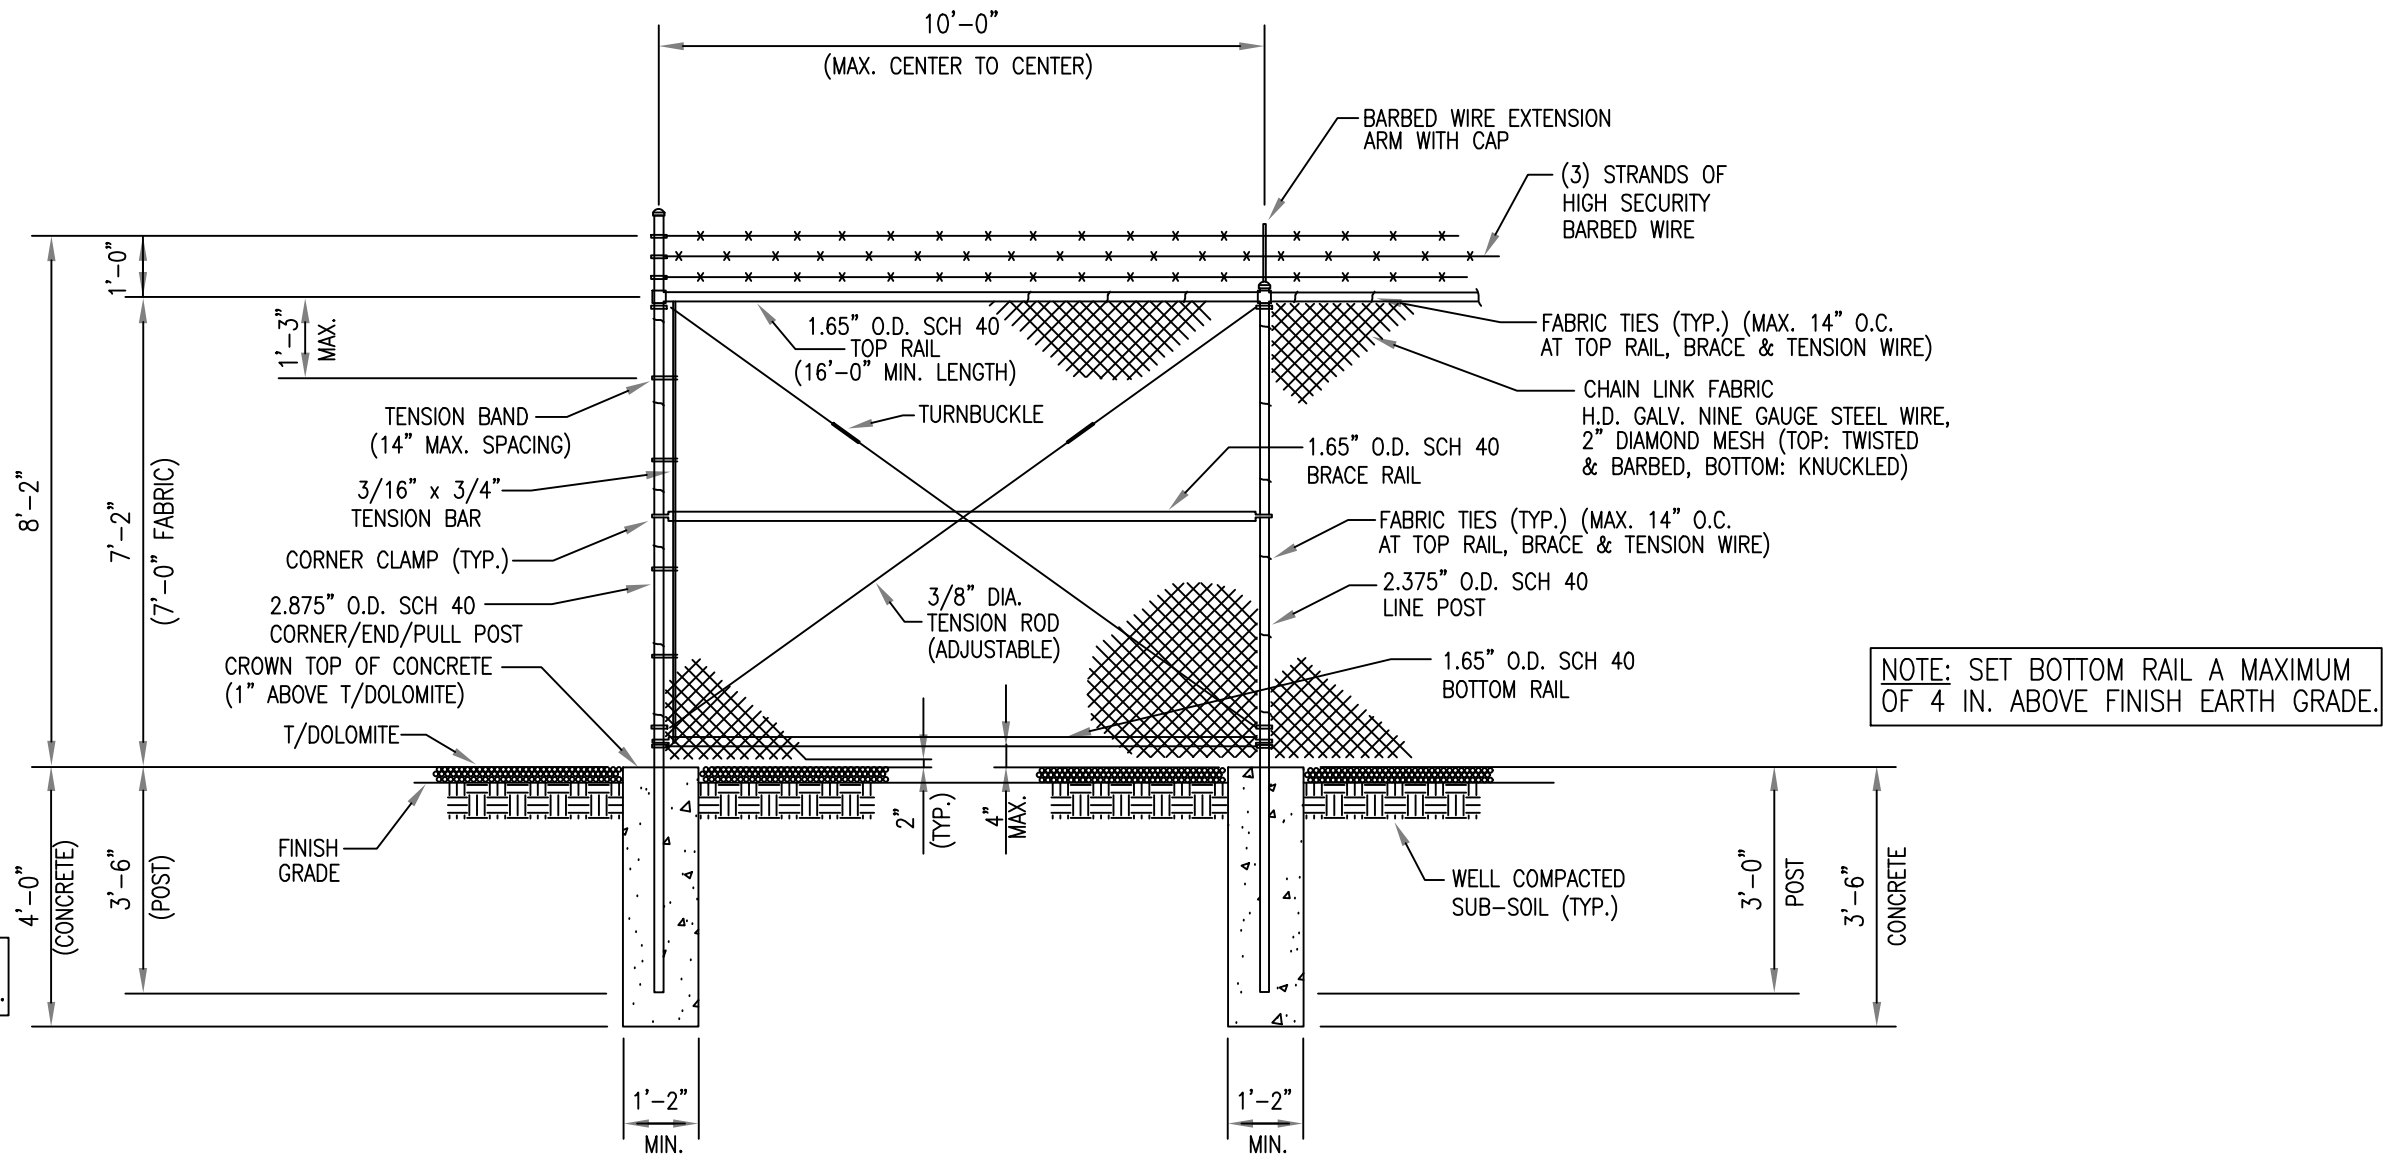 10'-0"
(MAX. CENTER TO CENTER)
BARBED WIRE EXTENSION
ARM WITH CAP
(3) STRANDS OF
HIGH SECURITY
BARBED WIRE
1'-0"
1'-3"
MAX.
1.65" O.D. SCH 40
TOP RAIL
(16'-0" MIN. LENGTH)
FABRIC TIES (TYP.) (MAX. 14" O.C.
AT TOP RAIL, BRACE & TENSION WIRE)
CHAIN LINK FABRIC
H.D. GALV. NINE GAUGE STEEL WIRE,
2" DIAMOND MESH (TOP: TWISTED
& BARBED, BOTTOM: KNUCKLED)
TENSION BAND
(14" MAX. SPACING)
TURNBUCKLE
1.65" O.D. SCH 40
BRACE RAIL
8'-2"
7'-2"
(7'-0" FABRIC)
3/16" x 3/4"
TENSION BAR
CORNER CLAMP (TYP.)
FABRIC TIES (TYP.) (MAX. 14" O.C.
AT TOP RAIL, BRACE & TENSION WIRE)
2.875" O.D. SCH 40
CORNER/END/PULL POST
3/8" DIA.
TENSION ROD
(ADJUSTABLE)
2.375" O.D. SCH 40
LINE POST
CROWN TOP OF CONCRETE
(1" ABOVE T/DOLOMITE)
1.65" O.D. SCH 40
BOTTOM RAIL
NOTE: SET BOTTOM RAIL A MAXIMUM
OF 4 IN. ABOVE FINISH EARTH GRADE.
T/DOLOMITE
FINISH
GRADE
2"
(TYP.)
4"
MAX.
WELL COMPACTED
SUB-SOIL (TYP.)
4'-0"
(CONCRETE)
3'-6"
(POST)
3'-0"
POST
3'-6"
CONCRETE
1'-2"
MIN.
1'-2"
MIN.